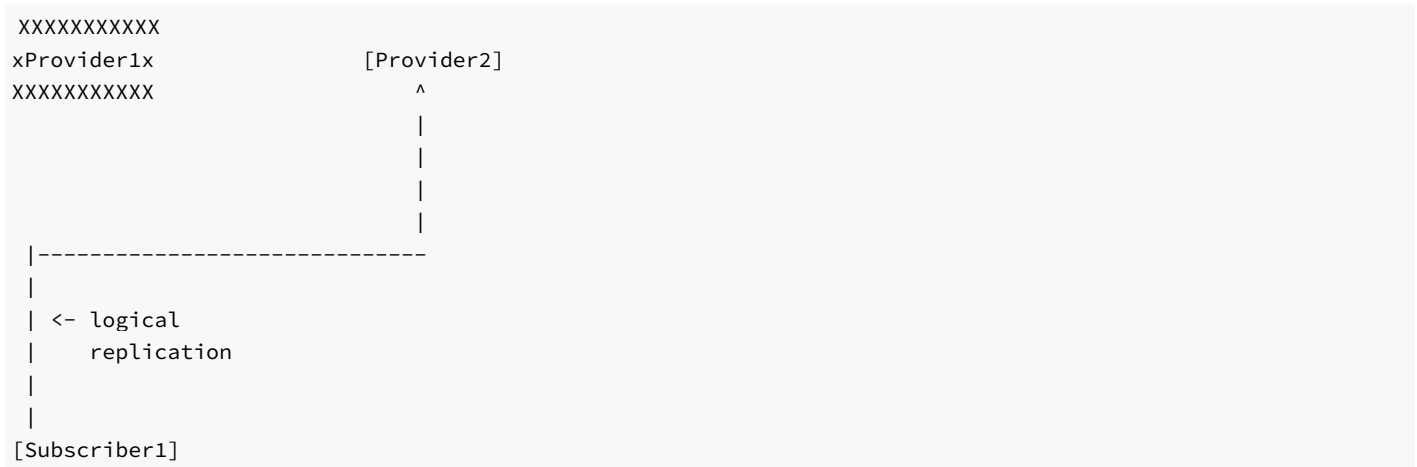 XXXXXXXXXXX
xProvider1x                [Provider2]
XXXXXXXXXXX                    ^
                               |
                               |
                               |
                               |
 |------------------------------
 |
 | <- logical
 |    replication
 |
 |
[Subscriber1]